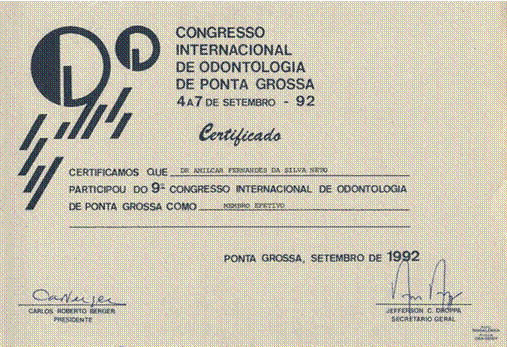 CONGRESSO
INTERNACIONAL
DE ODONTOLOGIA
DE PONTA GROSSA
4 A 7 DE SETEMBRO - 92
Certificado
CERTIFICAMOS QUE DR AMILCAR FERNANDES DA SILVA NETO
PARTICIPOU DO 9º CONGRESSO INTERNACIONAL DE ODONTOLOGIA
DE PONTA GROSSA COMO MEMBRO EFETIVO
PONTA GROSSA, SETEMBRO DE 1992
CARLOS ROBERTO BERGER
PRESIDENTE
JEFFERSON C. DROPPA
SECRETÁRIO GERAL